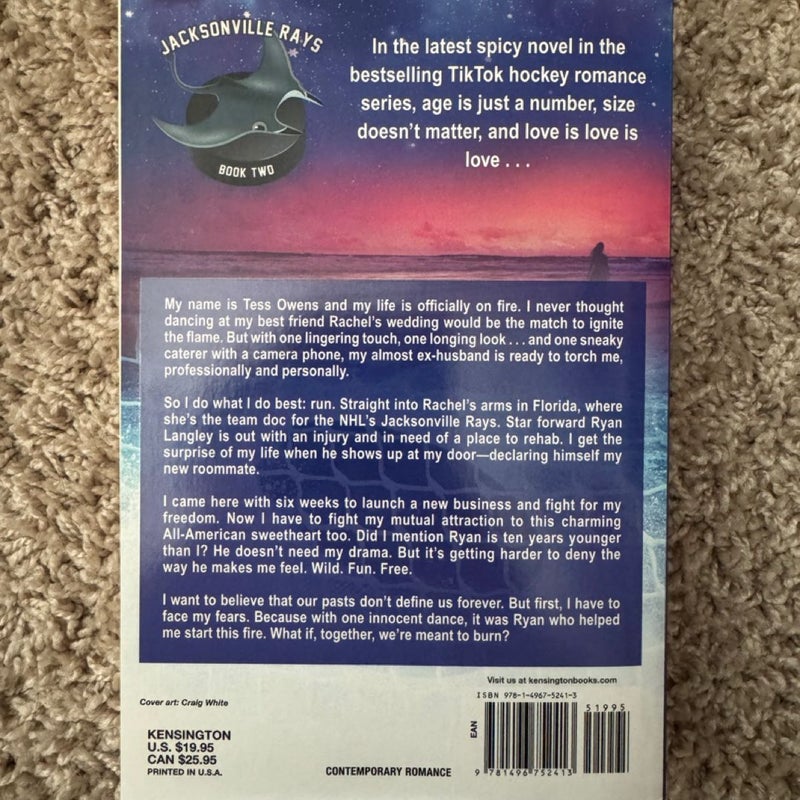 JACKSONVILLE RAYS
BOOK TWO
In the latest spicy novel in the
bestselling TikTok hockey romance
series, age is just a number, size
doesn't matter, and love is love is
love . . .
My name is Tess Owens and my life is officially on fire. I never thought
dancing at my best friend Rachel's wedding would be the match to ignite
the flame. But with one lingering touch, one longing look . . . and one sneaky
caterer with a camera phone, my almost ex-husband is ready to torch me,
professionally and personally.
So I do what I do best: run. Straight into Rachel's arms in Florida, where
she's the team doc for the NHL's Jacksonville Rays. Star forward Ryan
Langley is out with an injury and in need of a place to rehab. I get the
surprise of my life when he shows up at my door—declaring himself my
new roommate.
I came here with six weeks to launch a new business and fight for my
freedom. Now I have to fight my mutual attraction to this charming
All-American sweetheart too. Did I mention Ryan is ten years younger
than I? He doesn't need my drama. But it's getting harder to deny the
way he makes me feel. Wild. Fun. Free.
I want to believe that our pasts don't define us forever. But first, I have to
face my fears. Because with one innocent dance, it was Ryan who helped
me start this fire. What if, together, we're meant to burn?
Visit us at kensingtonbooks.com
Cover art: Craig White
KENSINGTON
U.S. $19.95
CAN $25.95
PRINTED IN U.S.A.
CONTEMPORARY ROMANCE
ISBN 978-1-4967-5241-3
51995
EAN
9 781496 752413